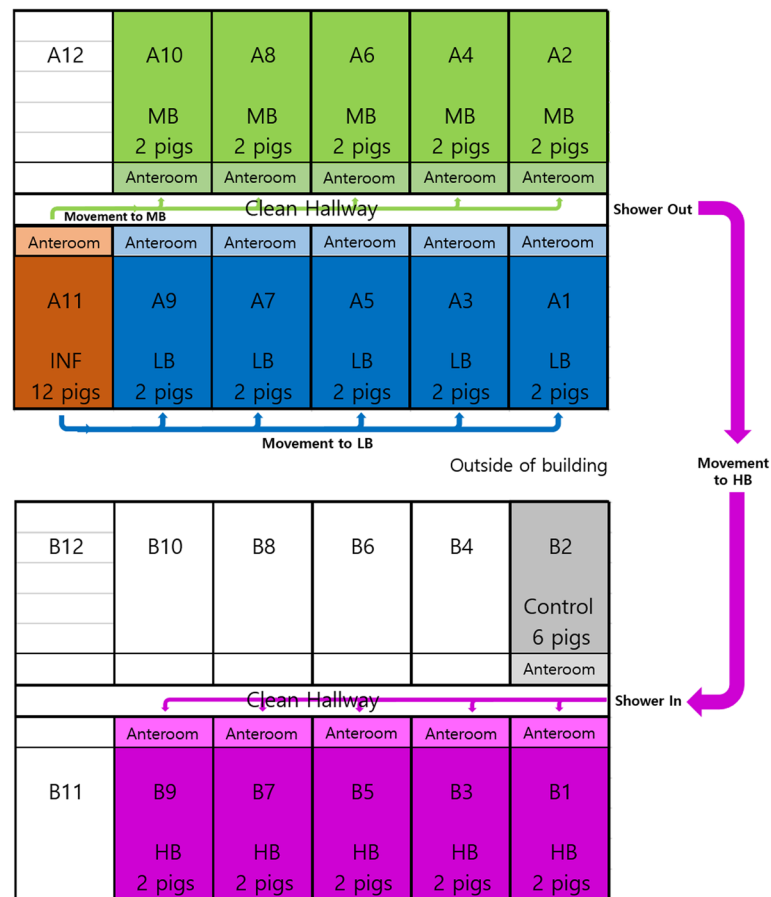 A12 A10 A8 A6 A4 A2
MB MB MB MB MB
2 pigs 2 pigs 2 pigs 2 pigs 2 pigs
Anteroom Anteroom Anteroom Anteroom Anteroom
Movement to MB Clean Hallway Shower Out
Anteroom Anteroom Anteroom Anteroom Anteroom Anteroom
A11 A9 A7 A5 A3 A1
INF LB LB LB LB LB
12 pigs 2 pigs 2 pigs 2 pigs 2 pigs 2 pigs
Movement to LB
Outside of building
Movement
to HB
B12 B10 B8 B6 B4 B2
Control
6 pigs
Anteroom
Clean Hallway Shower In
Anteroom Anteroom Anteroom Anteroom Anteroom
B11 B9 B7 B5 B3 B1
HB HB HB HB HB
2 pigs 2 pigs 2 pigs 2 pigs 2 pigs